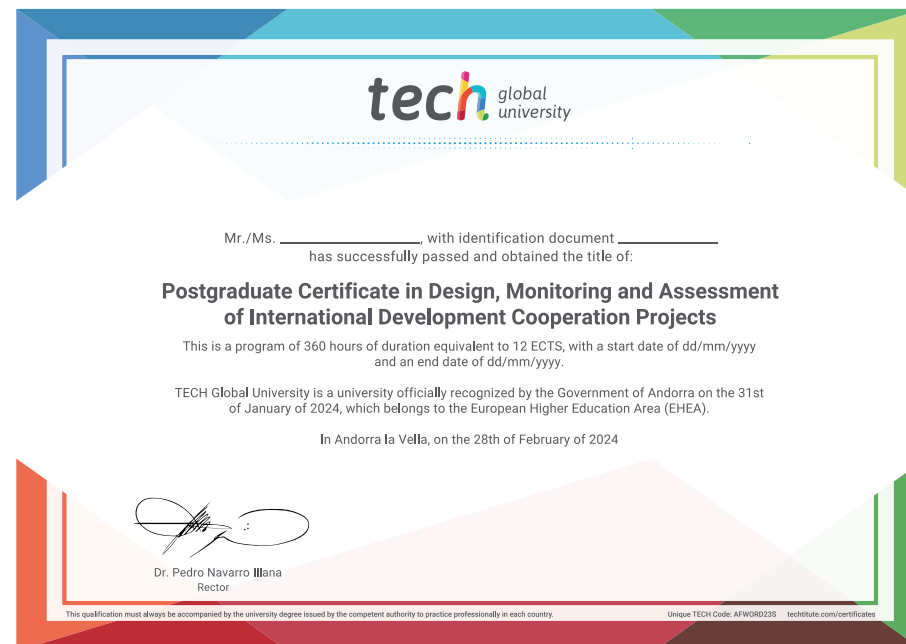 tech global
university
Mr./Ms. ____________, with identification document ____________
has successfully passed and obtained the title of:
Postgraduate Certificate in Design, Monitoring and Assessment
of International Development Cooperation Projects
This is a program of 360 hours of duration equivalent to 12 ECTS, with a start date of dd/mm/yyyy
and an end date of dd/mm/yyyy.
TECH Global University is a university officially recognized by the Government of Andorra on the 31st
of January of 2024, which belongs to the European Higher Education Area (EHEA).
In Andorra la Vella, on the 28th of February of 2024
Dr. Pedro Navarro Illana
Rector
This qualification must always be accompanied by the university degree issued by the competent authority to practice professionally in each country.
Unique TECH Code: AFWORD23S techtitute.com/certificates